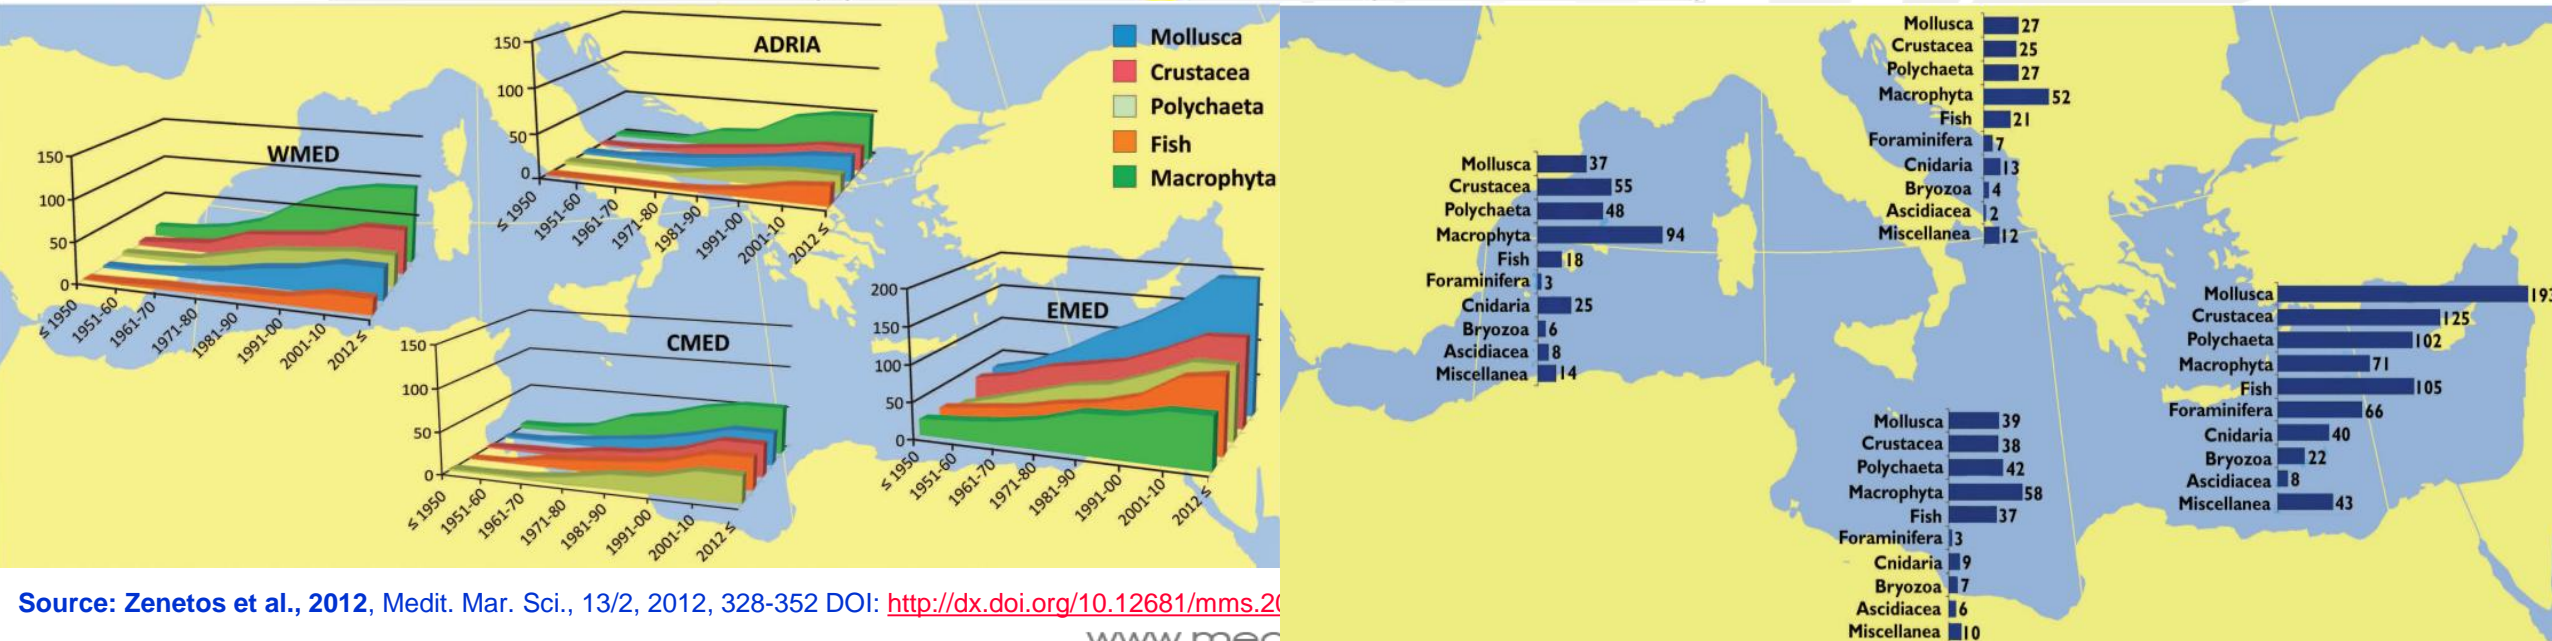 ADRIA
150
100
50
0
≤ 1950
1951-60
1961-70
1971-80
1981-90
1991-00
2001-10
2012 ≤
Mollusca
Crustacea
Polychaeta
Fish
Macrophyta
WMED
150
100
50
0
≤ 1950
1951-60
1961-70
1971-80
1981-90
1991-00
2001-10
2012 ≤
CMED
150
100
50
0
≤ 1950
1951-60
1961-70
1971-80
1981-90
1991-00
2001-10
2012 ≤
EMED
200
150
100
50
0
≤ 1950
1951-60
1961-70
1971-80
1981-90
1991-00
2001-10
2012 ≤
Source: Zenetos et al., 2012, Medit. Mar. Sci., 13/2, 2012, 328-352 DOI: http://dx.doi.org/10.12681/mms.20
Mollusca 27
Crustacea 25
Polychaeta 27
Macrophyta 52
Fish 21
Foraminifera 7
Cnidaria 13
Bryozoa 4
Ascidiacea 2
Miscellanea 12
Mollusca 37
Crustacea 55
Polychaeta 48
Macrophyta 94
Fish 18
Foraminifera 3
Cnidaria 25
Bryozoa 6
Ascidiacea 8
Miscellanea 14
Mollusca 193
Crustacea 125
Polychaeta 102
Macrophyta 71
Fish 105
Foraminifera 66
Cnidaria 40
Bryozoa 22
Ascidiacea 8
Miscellanea 43
Mollusca 39
Crustacea 38
Polychaeta 42
Macrophyta 58
Fish 37
Foraminifera 3
Cnidaria 9
Bryozoa 7
Ascidiacea 6
Miscellanea 10